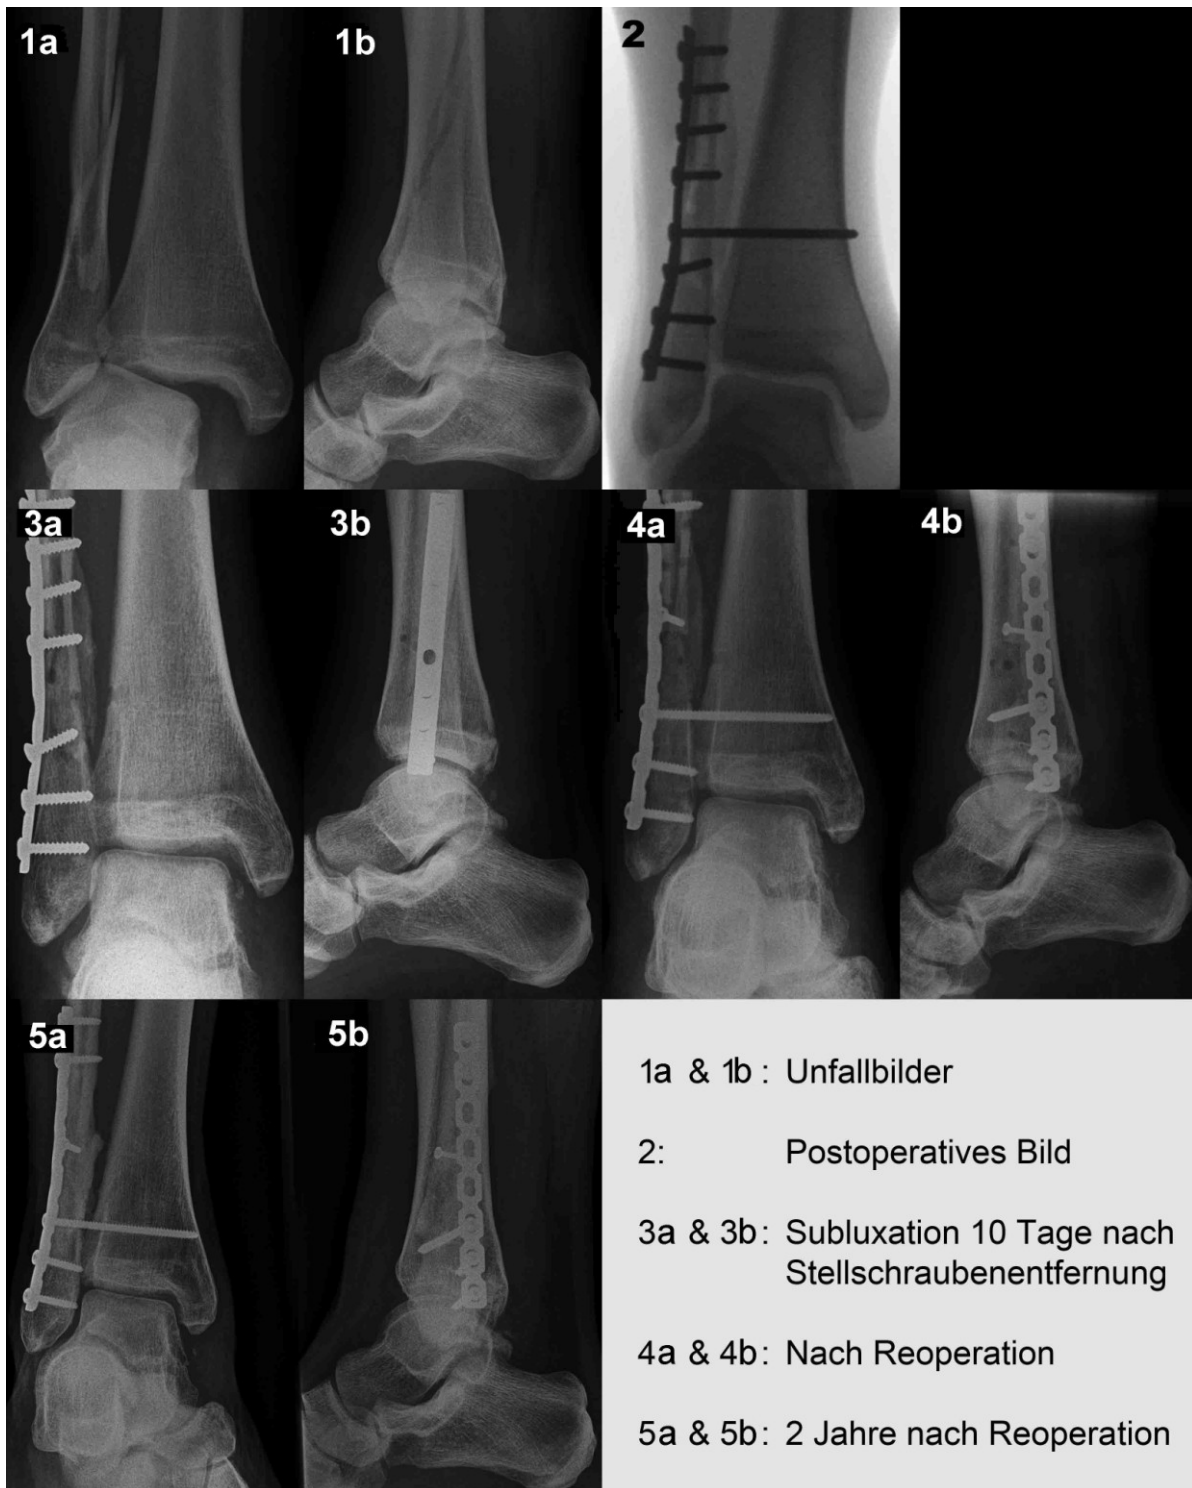 1a
1b
2
3a
3b
4a
4b
5a
5b
1a & 1b : Unfallbilder
2: Postoperatives Bild
3a & 3b : Subluxation 10 Tage nach
Stellschraubenentfernung
4a & 4b : Nach Reoperation
5a & 5b : 2 Jahre nach Reoperation